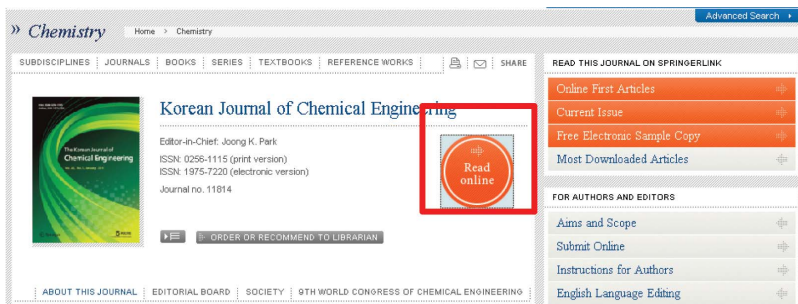 Advanced Search
» Chemistry
Home > Chemistry
SUBDISCIPLINES JOURNALS BOOKS SERIES TEXTBOOKS REFERENCE WORKS SHARE
Korean Journal of Chemical Engineering
Editor-in-Chief: Joong K. Park
ISSN: 0256-1115 (print version)
ISSN: 1975-7220 (electronic version)
Journal no. 11814
The Korean Journal of
Chemical Engineering
Read
online
ORDER OR RECOMMEND TO LIBRARIAN
ABOUT THIS JOURNAL EDITORIAL BOARD SOCIETY 9TH WORLD CONGRESS OF CHEMICAL ENGINEERING
READ THIS JOURNAL ON SPRINGERLINK
Online First Articles
Current Issue
Free Electronic Sample Copy
Most Downloaded Articles
FOR AUTHORS AND EDITORS
Aims and Scope
Submit Online
Instructions for Authors
English Language Editing